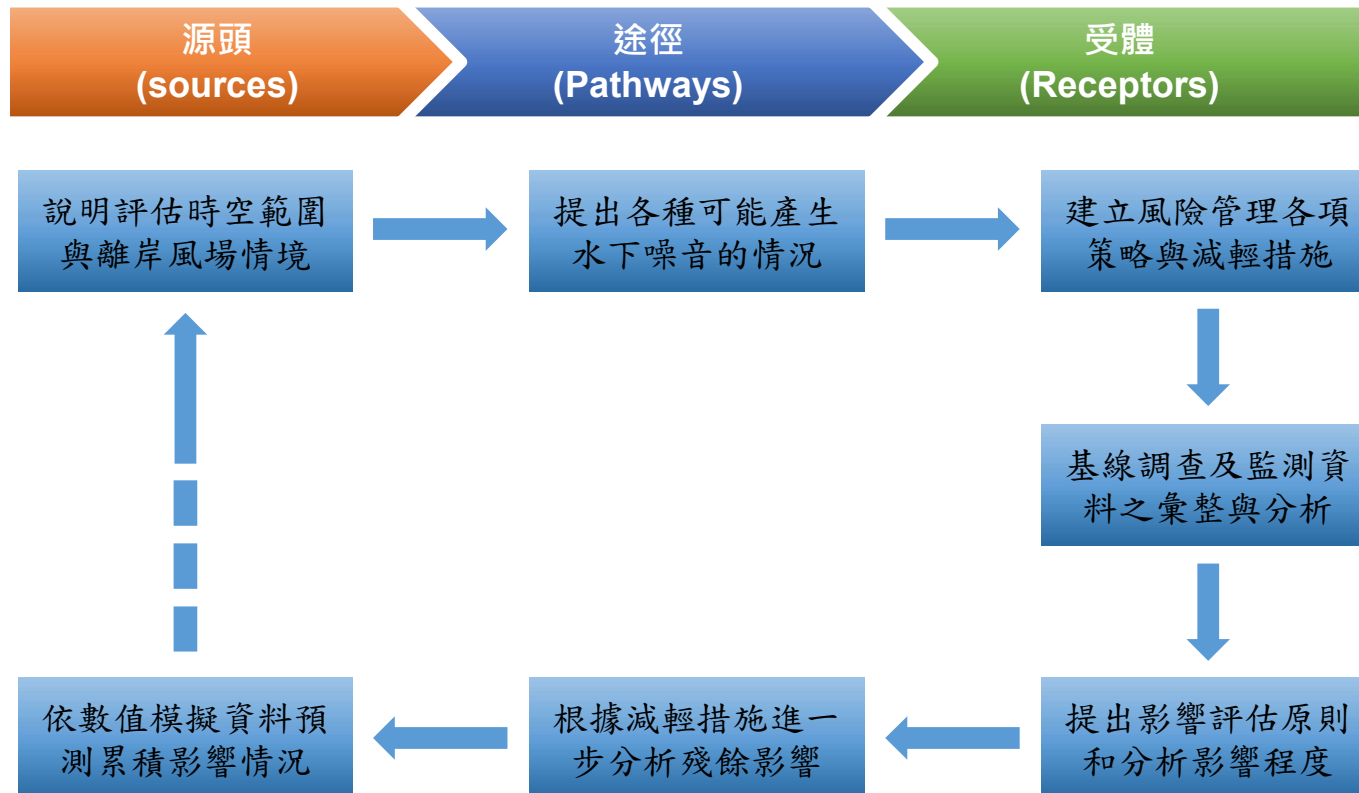 源頭
(sources)
途徑
(Pathways)
受體
(Receptors)
說明評估時空範圍
與離岸風場情境
提出各種可能產生
水下噪音的情況
建立風險管理各項
策略與減輕措施
基線調查及監測資
料之彙整與分析
提出影響評估原則
和分析影響程度
根據減輕措施進一
步分析殘餘影響
依數值模擬資料預
測累積影響情況